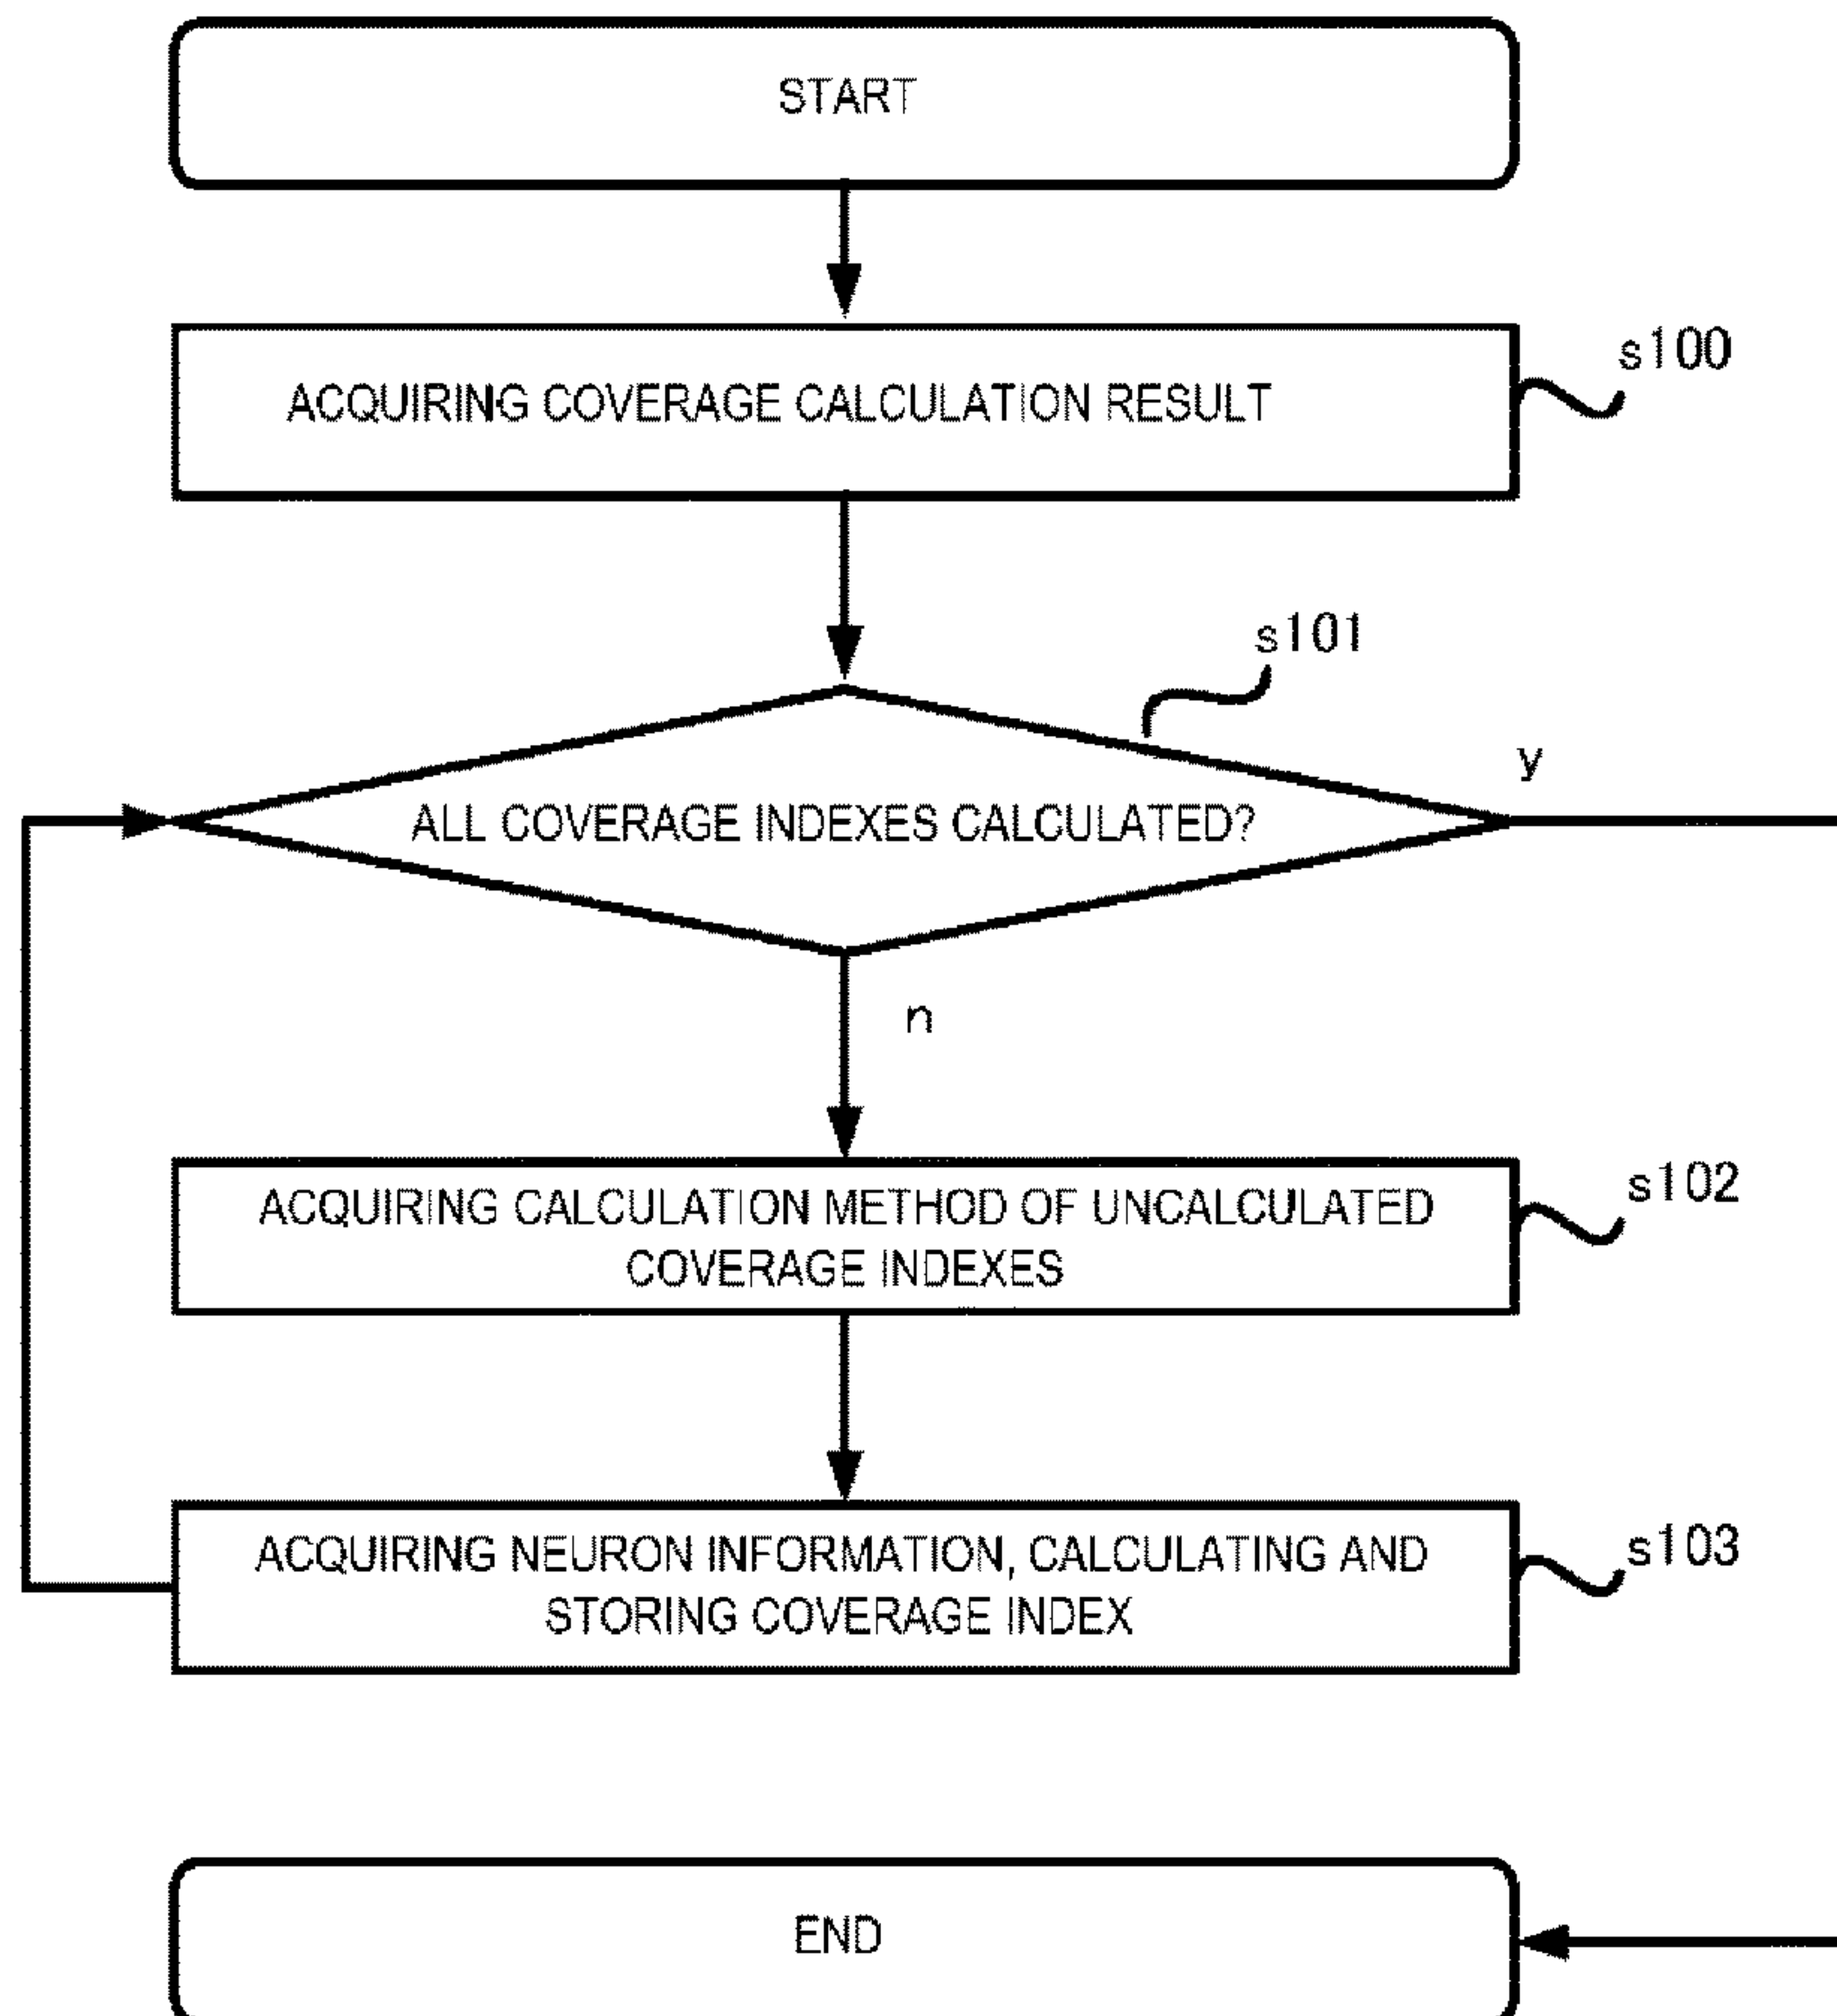 START
ACQUIRING COVERAGE CALCULATION RESULT
s100
s101
ALL COVERAGE INDEXES CALCULATED?
y
n
ACQUIRING CALCULATION METHOD OF UNCALCULATED
COVERAGE INDEXES
s102
ACQUIRING NEURON INFORMATION, CALCULATING AND
STORING COVERAGE INDEX
s103
END